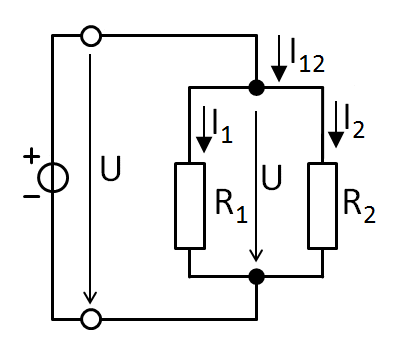 I₁₂
I₁
I₂
+
−
U
U
R₁
R₂